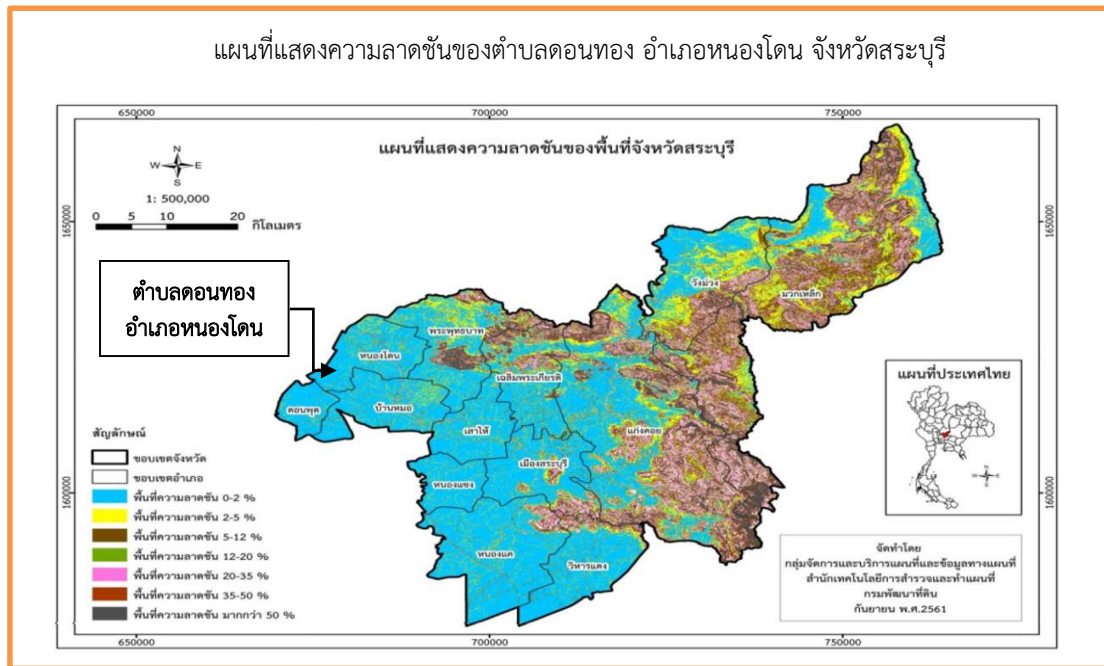 แผนที่แสดงความลาดชันของตำบลดอนทอง อำเภอหนองโดน จังหวัดสระบุรี
650000 700000 750000
แผนที่แสดงความลาดชันของพื้นที่จังหวัดสระบุรี
N
W E
S
1: 500,000
0 5 10 20
กิโลเมตร
1650000 1650000
ตำบลดอนทอง
อำเภอหนองโดน
วังม่วง
มวกเหล็ก
พระพุทธบาท
หนองโดน
เฉลิมพระเกียรติ
ดอนพุด
บ้านหมอ
เสาไห้
แก่งคอย
เมืองสระบุรี
หนองแซง
หนองแค
วิหารแดง
แผนที่ประเทศไทย
1600000 1600000
สัญลักษณ์
ขอบเขตจังหวัด
ขอบเขตอำเภอ
พื้นที่ความลาดชัน 0-2 %
พื้นที่ความลาดชัน 2-5 %
พื้นที่ความลาดชัน 5-12 %
พื้นที่ความลาดชัน 12-20 %
พื้นที่ความลาดชัน 20-35 %
พื้นที่ความลาดชัน 35-50 %
พื้นที่ความลาดชัน มากกว่า 50 %
จัดทำโดย
กลุ่มจัดการและบริการแผนที่และข้อมูลทางแผนที่
สำนักเทคโนโลยีการสำรวจและทำแผนที่
กรมพัฒนาที่ดิน
กันยายน พ.ศ.2561
650000 700000 750000